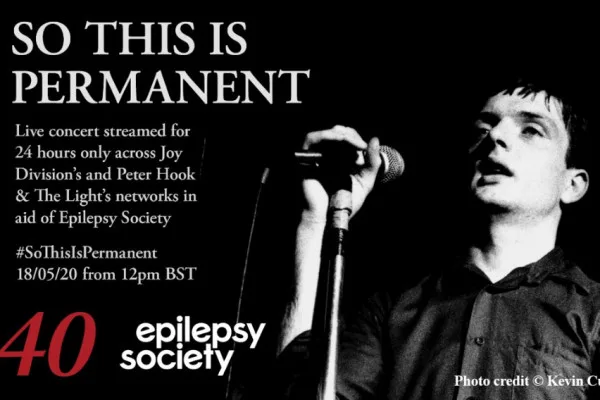 SO THIS IS
PERMANENT
Live concert streamed for
24 hours only across Joy
Division's and Peter Hook
& The Light's networks in
aid of Epilepsy Society
#SoThisIsPermanent
18/05/20 from 12pm BST
40
epilepsy
society
Photo credit © Kevin